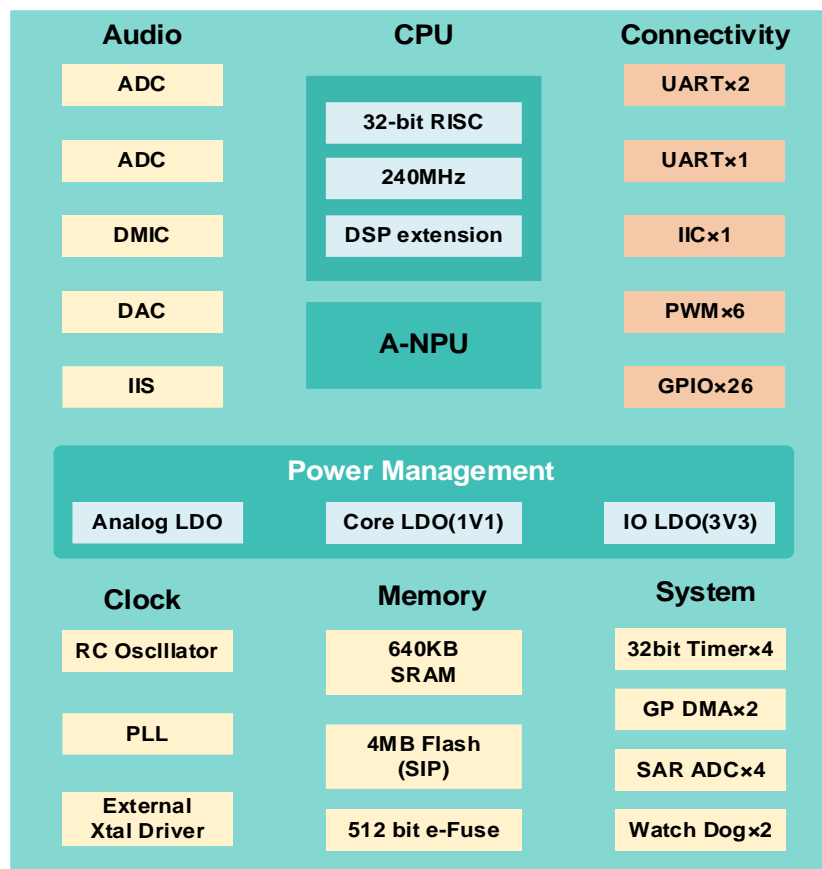 Audio
ADC
ADC
DMIC
DAC
IIS
CPU
32-bit RISC
240MHz
DSP extension
A-NPU
Connectivity
UART×2
UART×1
IIC×1
PWM×6
GPIO×26
Power Management
Analog LDO
Core LDO(1V1)
IO LDO(3V3)
Clock
RC OscIllator
PLL
External
Xtal Driver
Memory
640KB
SRAM
4MB Flash
(SIP)
512 bit e-Fuse
System
32bit Timer×4
GP DMA×2
SAR ADC×4
Watch Dog×2